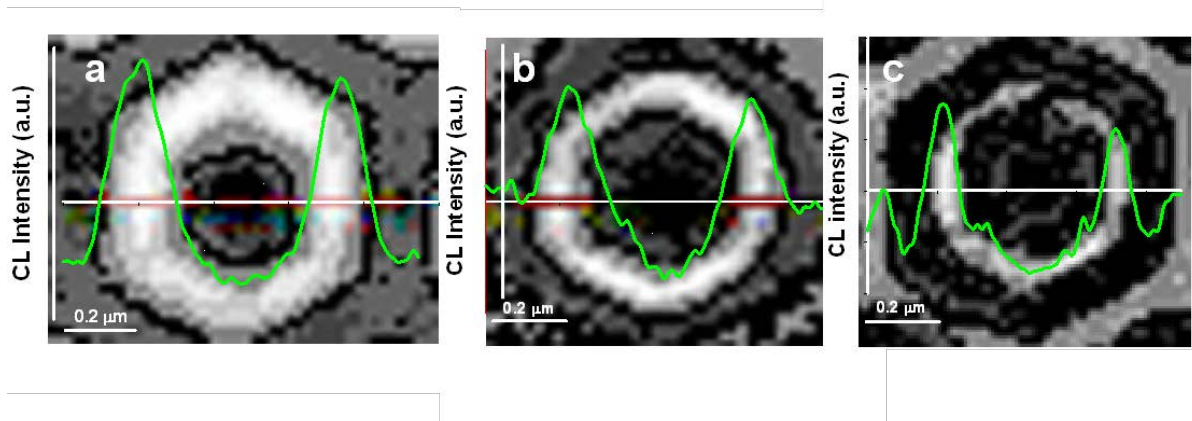 a
CL Intensity (a.u.)
0.2 μm
b
CL Intensity (a.u.)
0.2 μm
c
CL intensity (a.u.)
0.2 μm